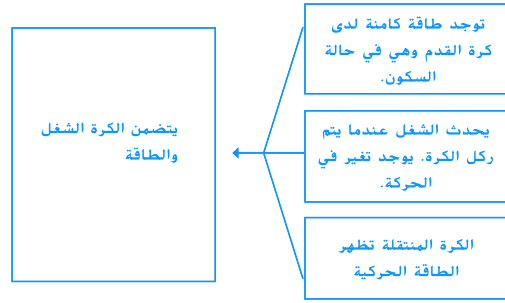 توجد طاقة كامنة لدى
كرة القدم وهي في حالة
السكون.
يحدث الشغل عندما يتم
ركل الكرة. يوجد تغير في
الحركة.
الكرة المنتقلة تظهر
الطاقة الحركية
يتضمن الكرة الشغل
والطاقة